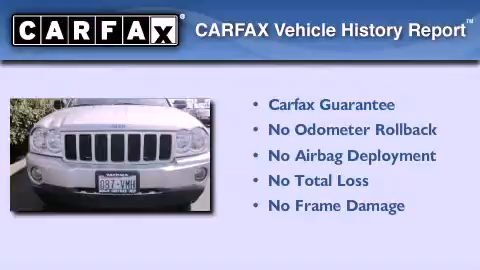 CARFAX®
CARFAX Vehicle History Report™
• Carfax Guarantee
• No Odometer Rollback
• No Airbag Deployment
• No Total Loss
• No Frame Damage